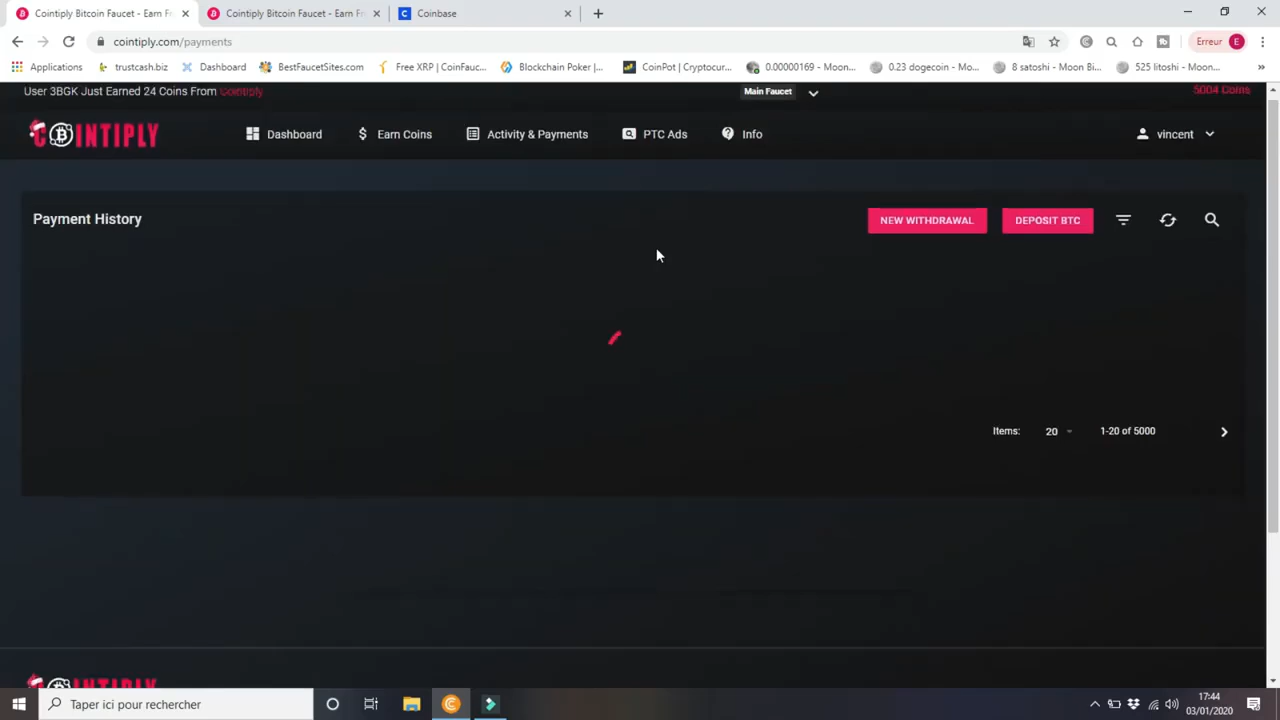 Cointiply Bitcoin Faucet - Earn Fr
Cointiply Bitcoin Faucet - Earn Fr
Coinbase
cointiply.com/payments
Erreur E
Applications
trustcash.biz
Dashboard
BestFaucetSites.com
Free XRP | CoinFauc...
Blockchain Poker |...
CoinPot | Cryptocur...
0.00000169 - Moon...
0.23 dogecoin - Mo...
8 satoshi - Moon Bi...
525 litoshi - Moon...
User 3BGK Just Earned 24 Coins From Cointiply
Main Faucet
5004 Coins
COINTIPLY
Dashboard
Earn Coins
Activity & Payments
PTC Ads
Info
vincent
Payment History
NEW WITHDRAWAL
DEPOSIT BTC
Items: 20 1-20 of 5000
COINTIPLY
Taper ici pour rechercher
17:44
03/01/2020